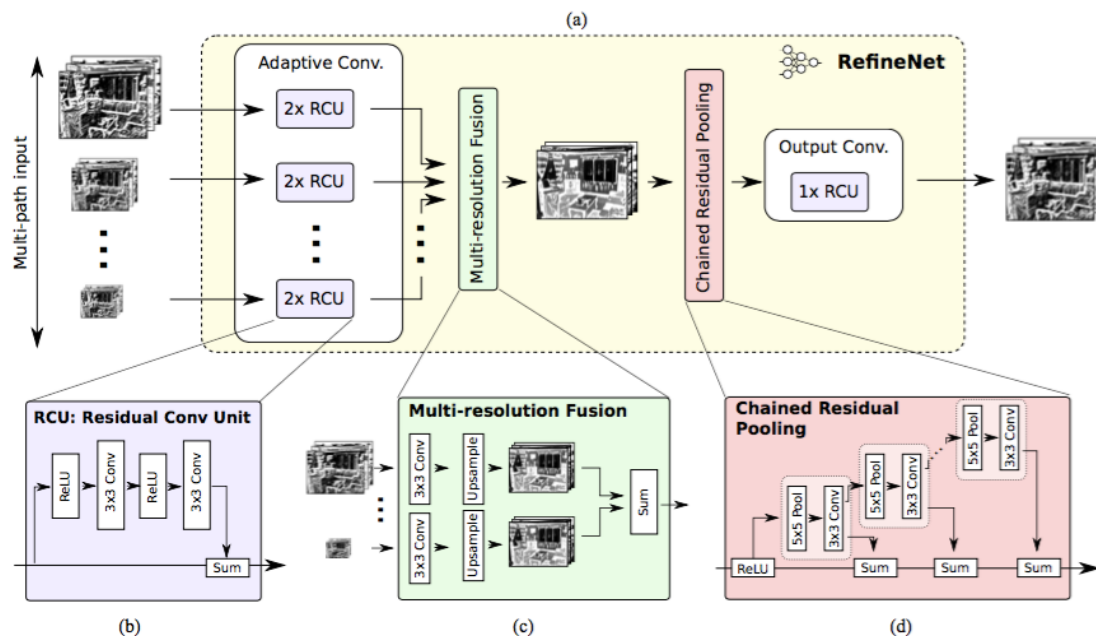 (a)
Multi-path input
Adaptive Conv.
2x RCU
2x RCU
2x RCU
Multi-resolution Fusion
Chained Residual Pooling
RefineNet
Output Conv.
1x RCU
RCU: Residual Conv Unit
ReLU
3x3 Conv
ReLU
3x3 Conv
Sum
(b)
Multi-resolution Fusion
3x3 Conv
Upsample
3x3 Conv
Upsample
Sum
(c)
Chained Residual
Pooling
ReLU
5x5 Pool
3x3 Conv
5x5 Pool
3x3 Conv
5x5 Pool
3x3 Conv
Sum
Sum
Sum
(d)